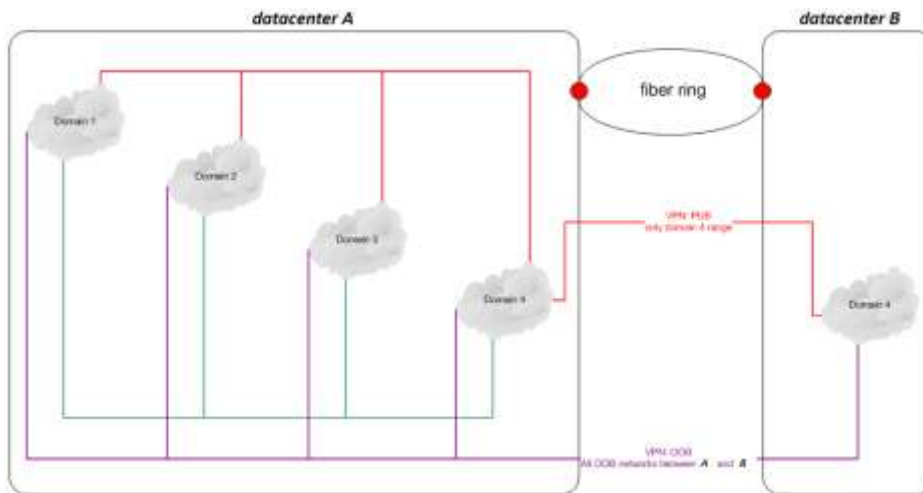 datacenter A
datacenter B
fiber ring
Domain 1
Domain 2
Domain 3
VPN: PUB
only domain 4 range
Domain 4
Domain 4
VPN: OOB
All OOB networks between A and B